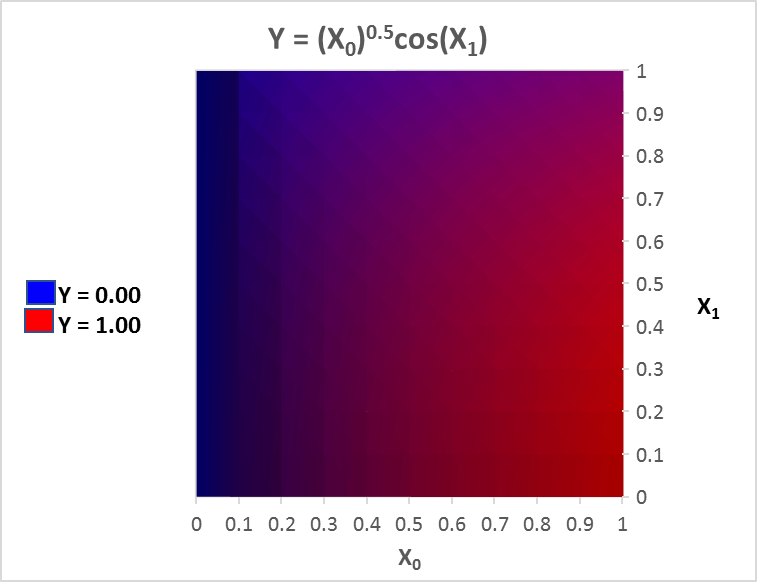 Y = (X₀)⁰·⁵cos(X₁)
1
0.9
0.8
0.7
0.6
0.5
0.4
0.3
0.2
0.1
0
X₁
Y = 0.00
Y = 1.00
0 0.1 0.2 0.3 0.4 0.5 0.6 0.7 0.8 0.9 1
X₀